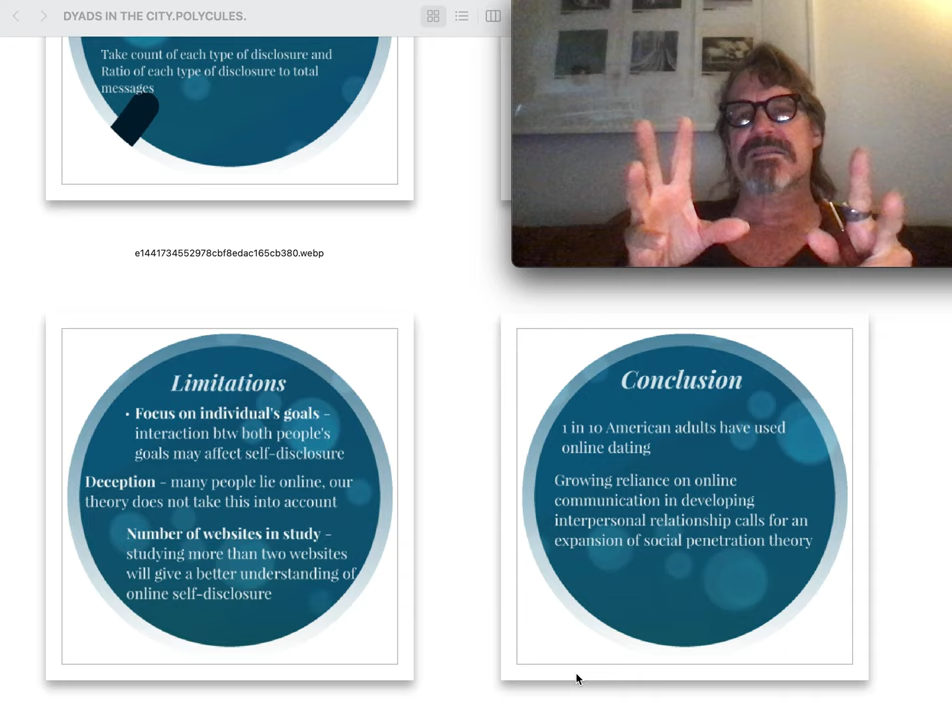 DYADS IN THE CITY.POLYCULES.
Take count of each type of disclosure and
Ratio of each type of disclosure to total
messages
e1441734552978cbf8edac165cb380.webp
Limitations
• Focus on individual's goals -
interaction btw both people's
goals may affect self-disclosure
Deception - many people lie online, our
theory does not take this into account
Number of websites in study -
studying more than two websites
will give a better understanding of
online self-disclosure
Conclusion
1 in 10 American adults have used
online dating
Growing reliance on online
communication in developing
interpersonal relationship calls for an
expansion of social penetration theory